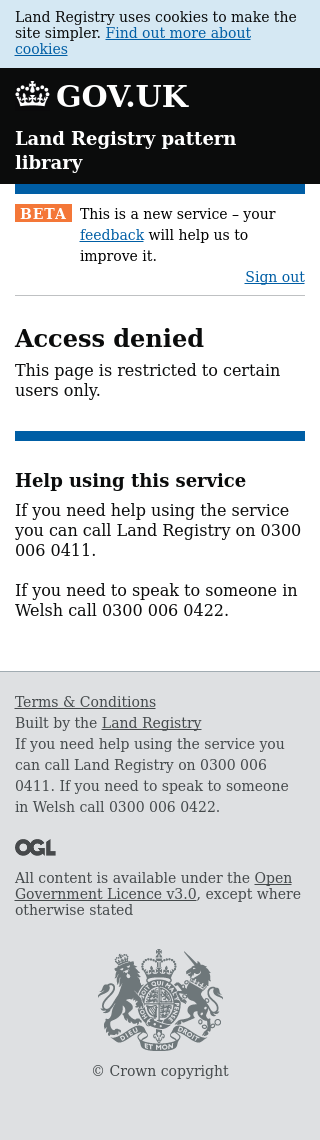 Land Registry uses cookies to make the
site simpler. Find out more about
cookies
GOV.UK
Land Registry pattern
library
BETA This is a new service – your
feedback will help us to
improve it.
Sign out
Access denied
This page is restricted to certain
users only.
Help using this service
If you need help using the service
you can call Land Registry on 0300
006 0411.
If you need to speak to someone in
Welsh call 0300 006 0422.
Terms & Conditions
Built by the Land Registry
If you need help using the service you
can call Land Registry on 0300 006
0411. If you need to speak to someone
in Welsh call 0300 006 0422.
OGL
All content is available under the Open
Government Licence v3.0, except where
otherwise stated
DIEU ET MON DROIT
© Crown copyright